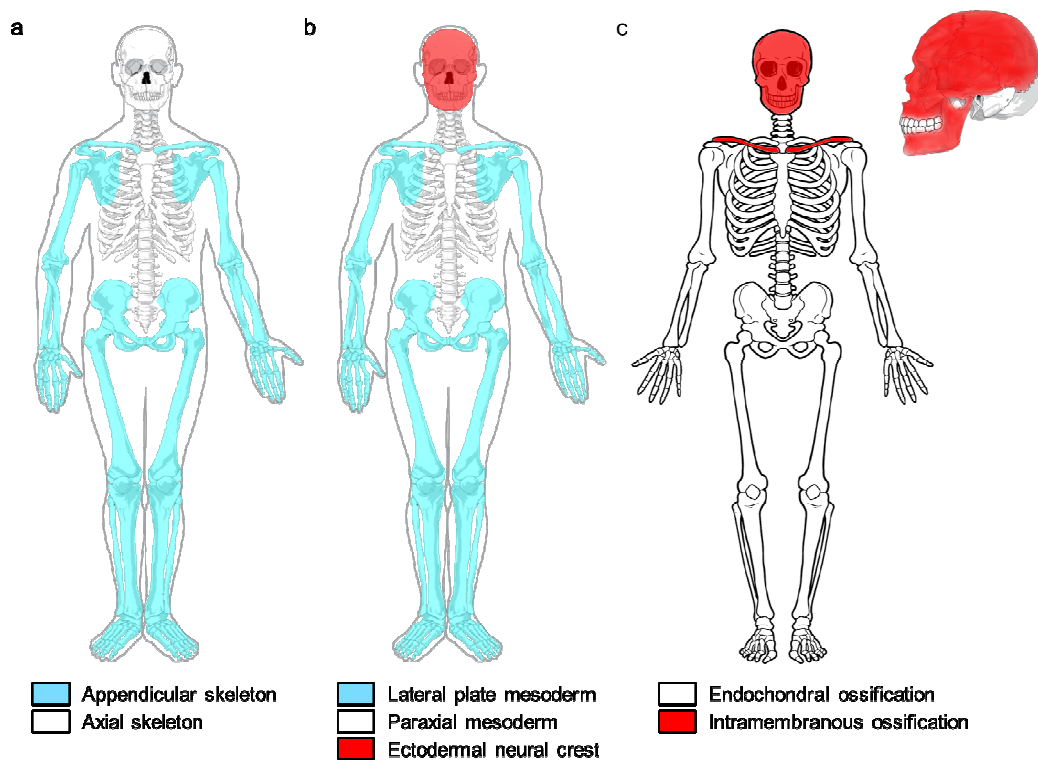 a
b
c
Appendicular skeleton
Axial skeleton
Lateral plate mesoderm
Paraxial mesoderm
Ectodermal neural crest
Endochondral ossification
Intramembranous ossification